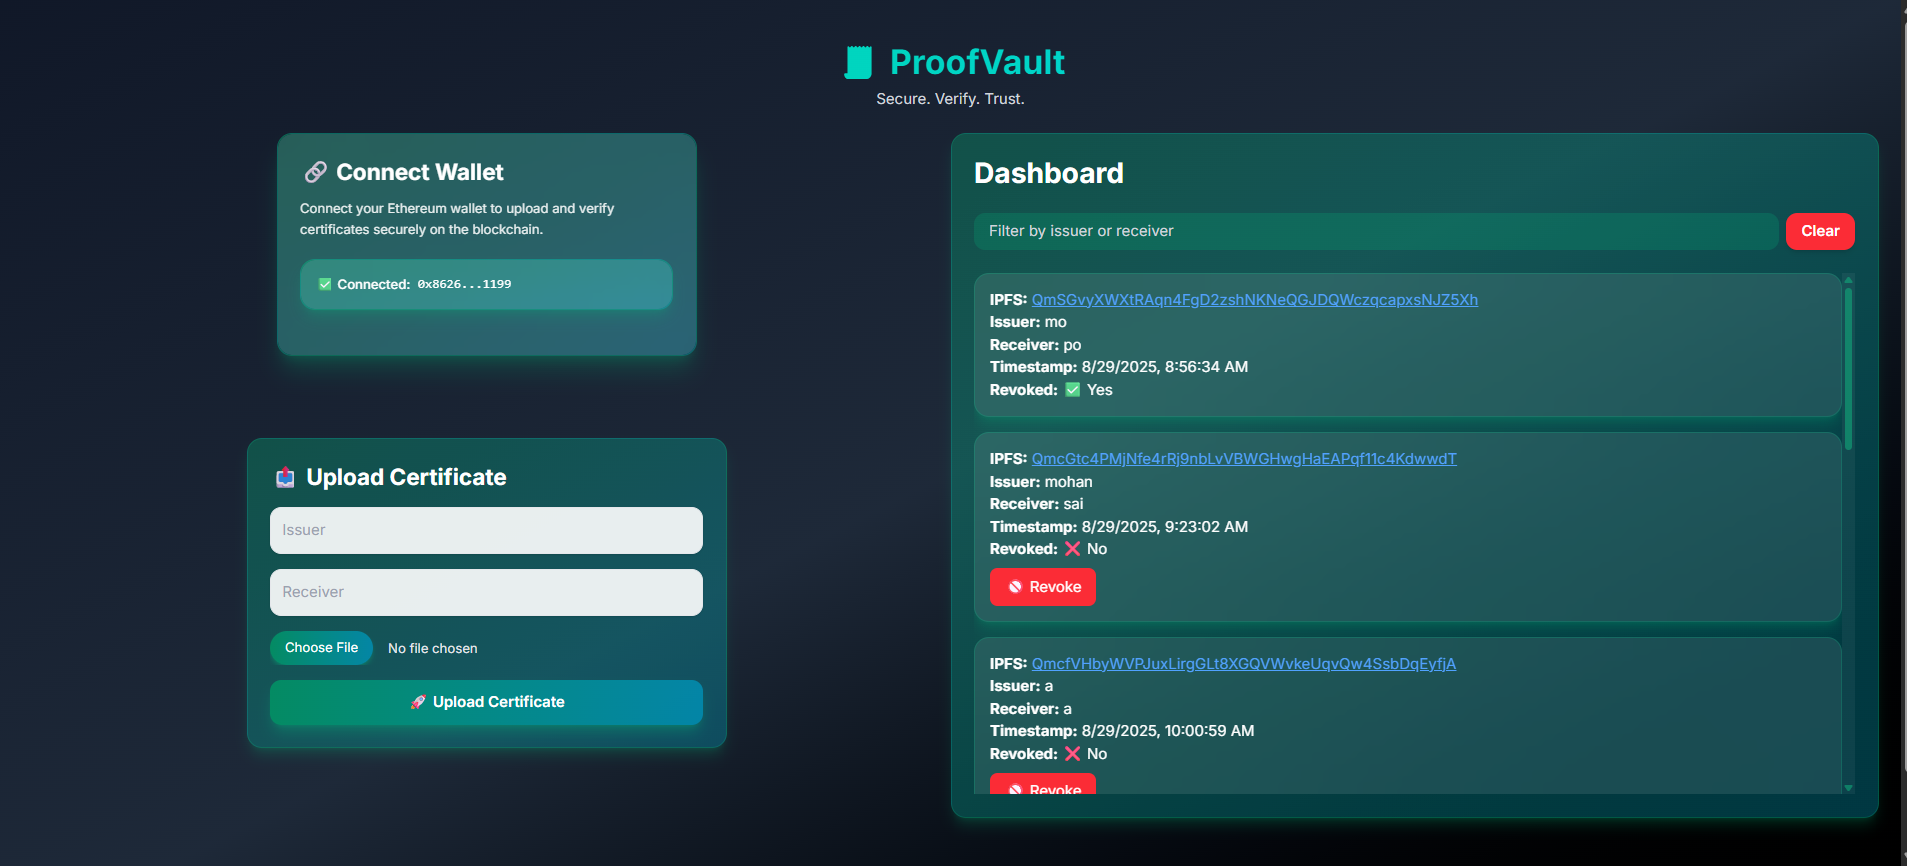 ProofVault
Secure. Verify. Trust.
🔗 Connect Wallet
Connect your Ethereum wallet to upload and verify
certificates securely on the blockchain.
✅ Connected: 0x8626...1199
📤 Upload Certificate
Issuer
Receiver
Choose File No file chosen
🚀 Upload Certificate
Dashboard
Filter by issuer or receiver
Clear
IPFS: QmSGvyXWXtRAqn4FgD2zshNKNeQGJDQWczqcapxsNJZ5Xh
Issuer: mo
Receiver: po
Timestamp: 8/29/2025, 8:56:34 AM
Revoked: ✅ Yes
IPFS: QmcGtc4PMjNfe4rRj9nbLvVBWGHwgHaEAPqf11c4KdwwdT
Issuer: mohan
Receiver: sai
Timestamp: 8/29/2025, 9:23:02 AM
Revoked: ❌ No
🚫 Revoke
IPFS: QmcfVHbyWVPJuxLirgGLt8XGQVWvkeUqvQw4SsbDqEyfjA
Issuer: a
Receiver: a
Timestamp: 8/29/2025, 10:00:59 AM
Revoked: ❌ No
🚫 Revoke